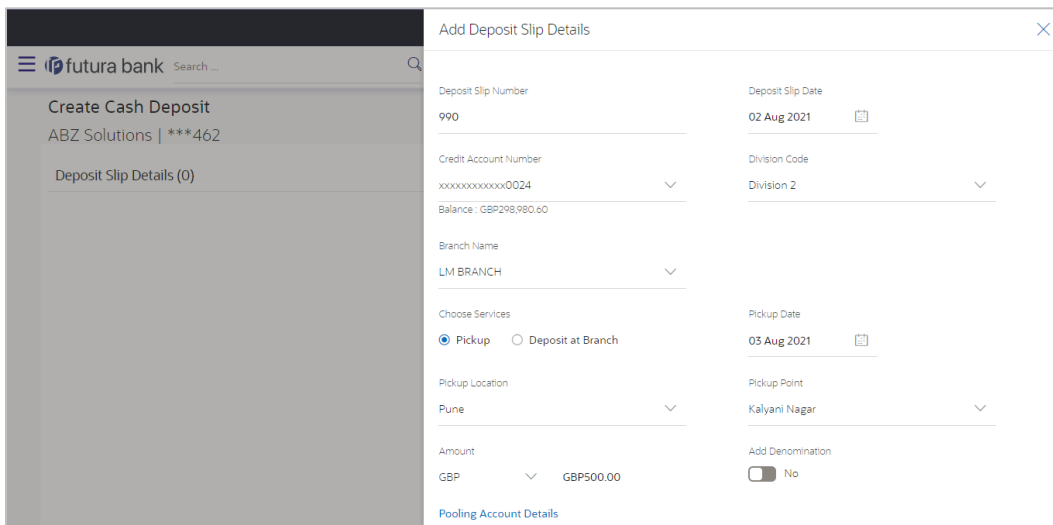 Add Deposit Slip Details
futura bank Search ...
Create Cash Deposit
ABZ Solutions | ***462
Deposit Slip Details (0)
Deposit Slip Number
990
Deposit Slip Date
02 Aug 2021
Credit Account Number
xxxxxxxxxxxx0024
Balance : GBP298,980.60
Division Code
Division 2
Branch Name
LM BRANCH
Choose Services
Pickup Deposit at Branch
Pickup Date
03 Aug 2021
Pickup Location
Pune
Pickup Point
Kalyani Nagar
Amount
GBP GBP500.00
Add Denomination
No
Pooling Account Details